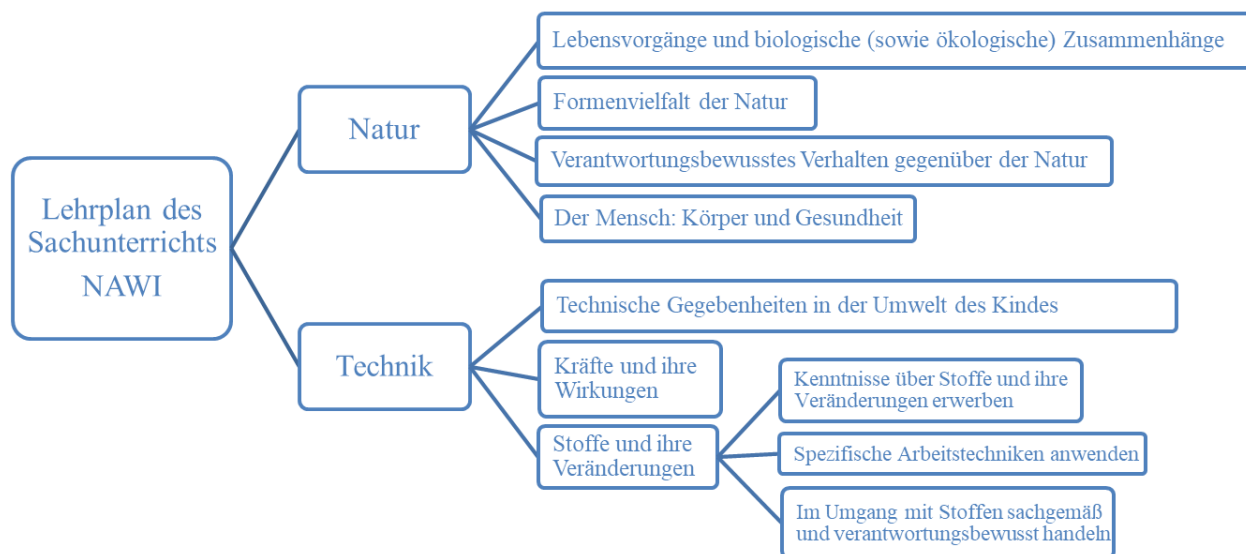 Lehrplan des
Sachunterrichts
NAWI
Natur
Lebensvorgänge und biologische (sowie ökologische) Zusammenhänge
Formenvielfalt der Natur
Verantwortungsbewusstes Verhalten gegenüber der Natur
Der Mensch: Körper und Gesundheit
Technik
Technische Gegebenheiten in der Umwelt des Kindes
Kräfte und ihre
Wirkungen
Stoffe und ihre
Veränderungen
Kenntnisse über Stoffe und ihre
Veränderungen erwerben
Spezifische Arbeitstechniken anwenden
Im Umgang mit Stoffen sachgemäß
und verantwortungsbewusst handeln